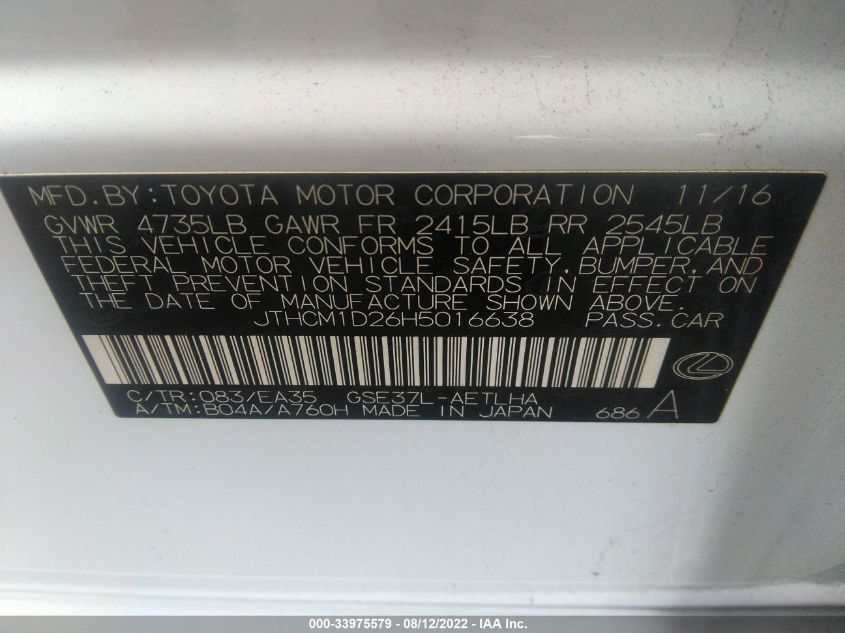 MFD.BY:TOYOTA MOTOR CORPORATION 11/16
GVWR 4735LB GAWR FR 2415LB RR 2545LB
THIS VEHICLE CONFORMS TO ALL APPLICABLE
FEDERAL MOTOR VEHICLE SAFETY,BUMPER,AND
THEFT PREVENTION STANDARDS IN EFFECT ON
THE DATE OF MANUFACTURE SHOWN ABOVE.
JTHCM1D26H5016638 PASS.CAR
C/TR:083/EA35 GSE37L-AETLHA
A/TM:B04A/A760H MADE IN JAPAN 686 A
000-33975579 - 08/12/2022 - IAA Inc.